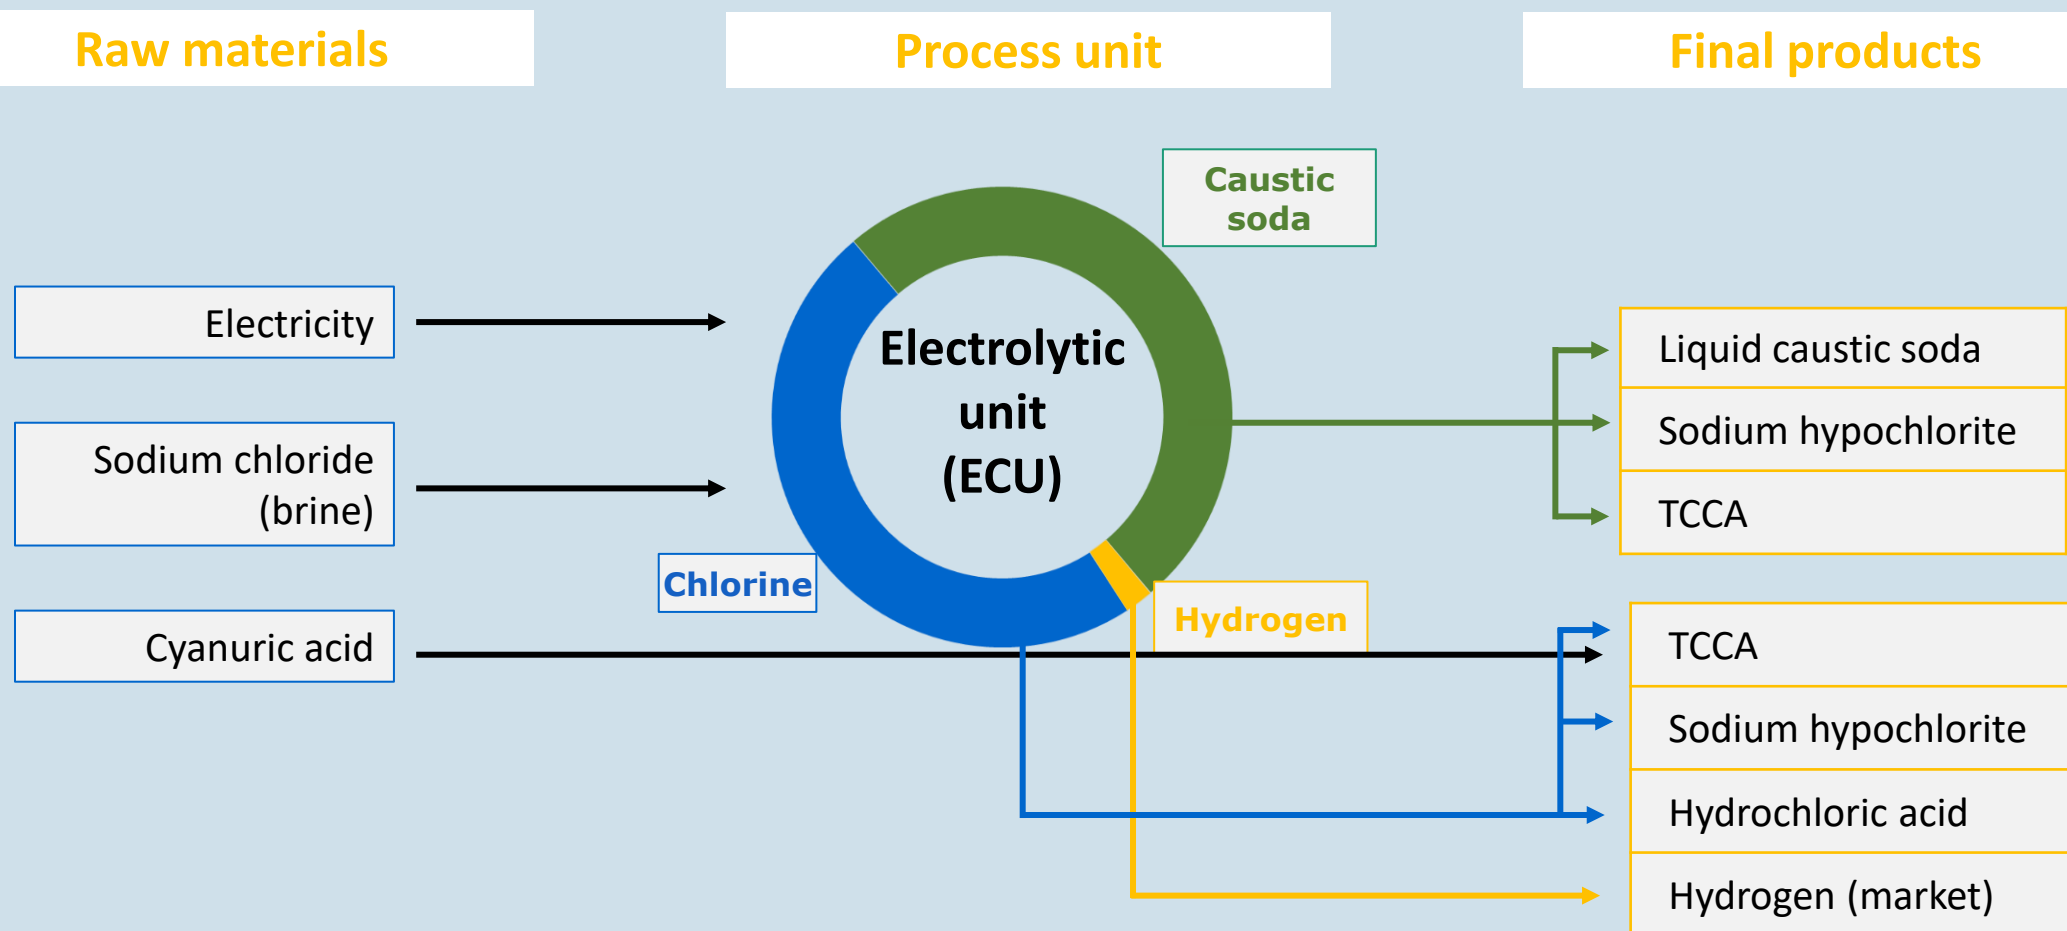 Raw materials
Process unit
Final products
Caustic
soda
Electricity
Electrolytic
unit
(ECU)
Liquid caustic soda
Sodium chloride
(brine)
Sodium hypochlorite
TCCA
Chlorine
Hydrogen
Cyanuric acid
TCCA
Sodium hypochlorite
Hydrochloric acid
Hydrogen (market)